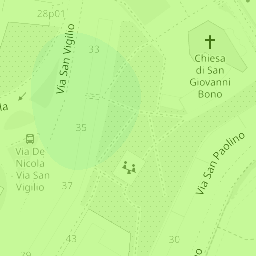 28p01
Via San Vigilio
33
Chiesa
di San
Giovanni
Bono
35
Via De
Nicola
Via San
Vigilio
Via San Paolino
37
43
30